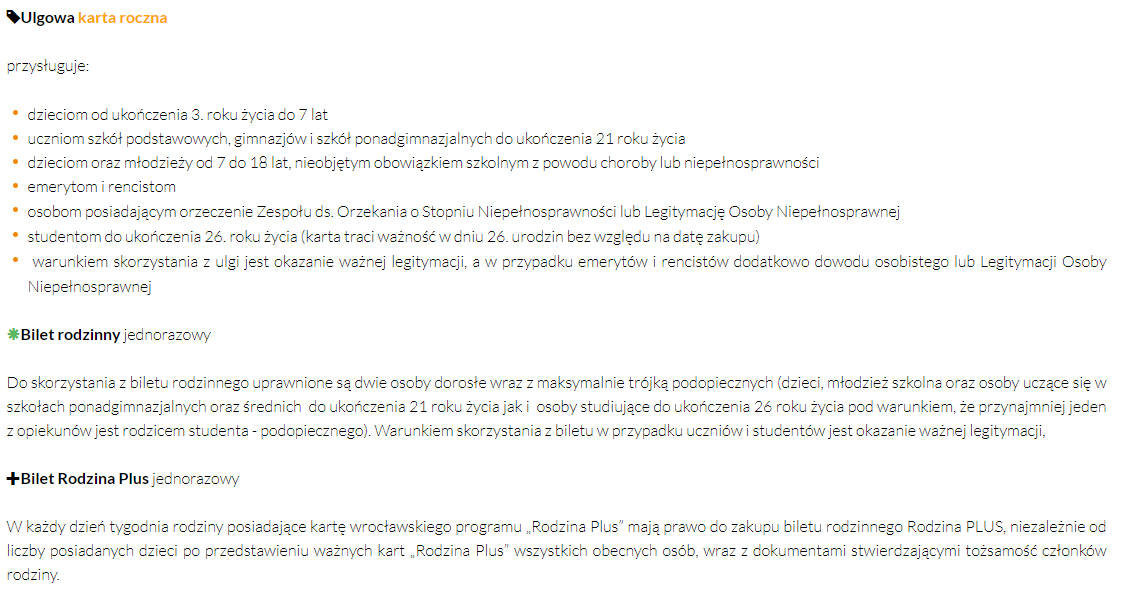 Ulgowa karta roczna
przysługuje:
dzieciom od ukończenia 3. roku życia do 7 lat
uczniom szkół podstawowych, gimnazjów i szkół ponadgimnazjalnych do ukończenia 21 roku życia
dzieciom oraz młodzieży od 7 do 18 lat, nieobjętym obowiązkiem szkolnym z powodu choroby lub niepełnosprawności
emerytom i rencistom
osobom posiadającym orzeczenie Zespołu ds. Orzekania o Stopniu Niepełnosprawności lub Legitymację Osoby Niepełnosprawnej
studentom do ukończenia 26. roku życia (karta traci ważność w dniu 26. urodzin bez względu na datę zakupu)
warunkiem skorzystania z ulgi jest okazanie ważnej legitymacji, a w przypadku emerytów i rencistów dodatkowo dowodu osobistego lub Legitymacji Osoby
Niepełnosprawnej
Bilet rodzinny jednorazowy
Do skorzystania z biletu rodzinnego uprawnione są dwie osoby dorosłe wraz z maksymalnie trójką podopiecznych (dzieci, młodzież szkolna oraz osoby uczące się w
szkołach ponadgimnazjalnych oraz średnich do ukończenia 21 roku życia jak i osoby studiujące do ukończenia 26 roku życia pod warunkiem, że przynajmniej jeden
z opiekunów jest rodzicem studenta - podopiecznego). Warunkiem skorzystania z biletu w przypadku uczniów i studentów jest okazanie ważnej legitymacji,
Bilet Rodzina Plus jednorazowy
W każdy dzień tygodnia rodziny posiadające kartę wrocławskiego programu „Rodzina Plus” mają prawo do zakupu biletu rodzinnego Rodzina PLUS, niezależnie od
liczby posiadanych dzieci po przedstawieniu ważnych kart „Rodzina Plus” wszystkich obecnych osób, wraz z dokumentami stwierdzającymi tożsamość członków
rodziny.